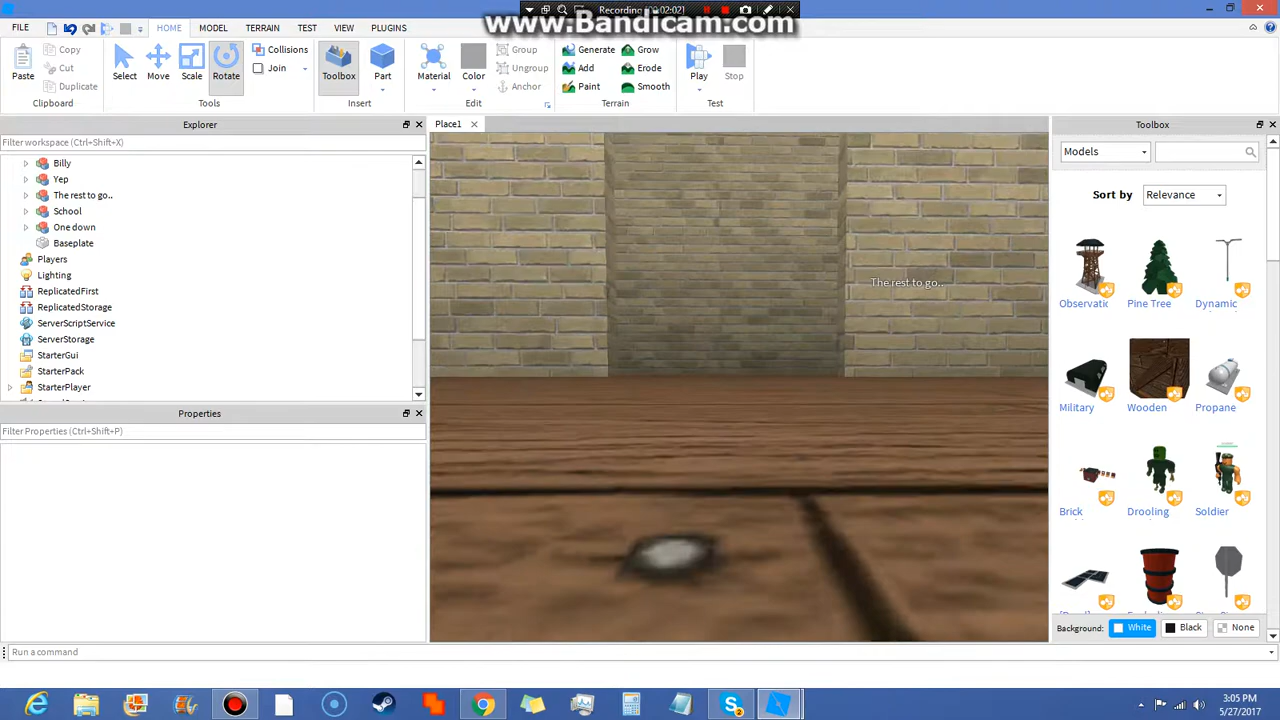 Recording [00:02:02]
www.Bandicam.com
FILE
HOME MODEL TERRAIN TEST VIEW PLUGINS
Paste
Copy
Cut
Duplicate
Clipboard
Select Move Scale Rotate
Collisions
Join
Tools
Toolbox Part
Insert
Material Color
Group
Ungroup
Anchor
Edit
Generate Grow
Add Erode
Paint Smooth
Terrain
Play Stop
Test
Explorer
Filter workspace (Ctrl+Shift+X)
Billy
Yep
The rest to go..
School
One down
Baseplate
Players
Lighting
ReplicatedFirst
ReplicatedStorage
ServerScriptService
ServerStorage
StarterGui
StarterPack
StarterPlayer
Properties
Filter Properties (Ctrl+Shift+P)
Place1
The rest to go..
Toolbox
Models
Sort by Relevance
Observatic Pine Tree Dynamic
Military Wooden Propane
Brick Drooling Soldier
Background: White Black None
Run a command
3:05 PM
5/27/2017